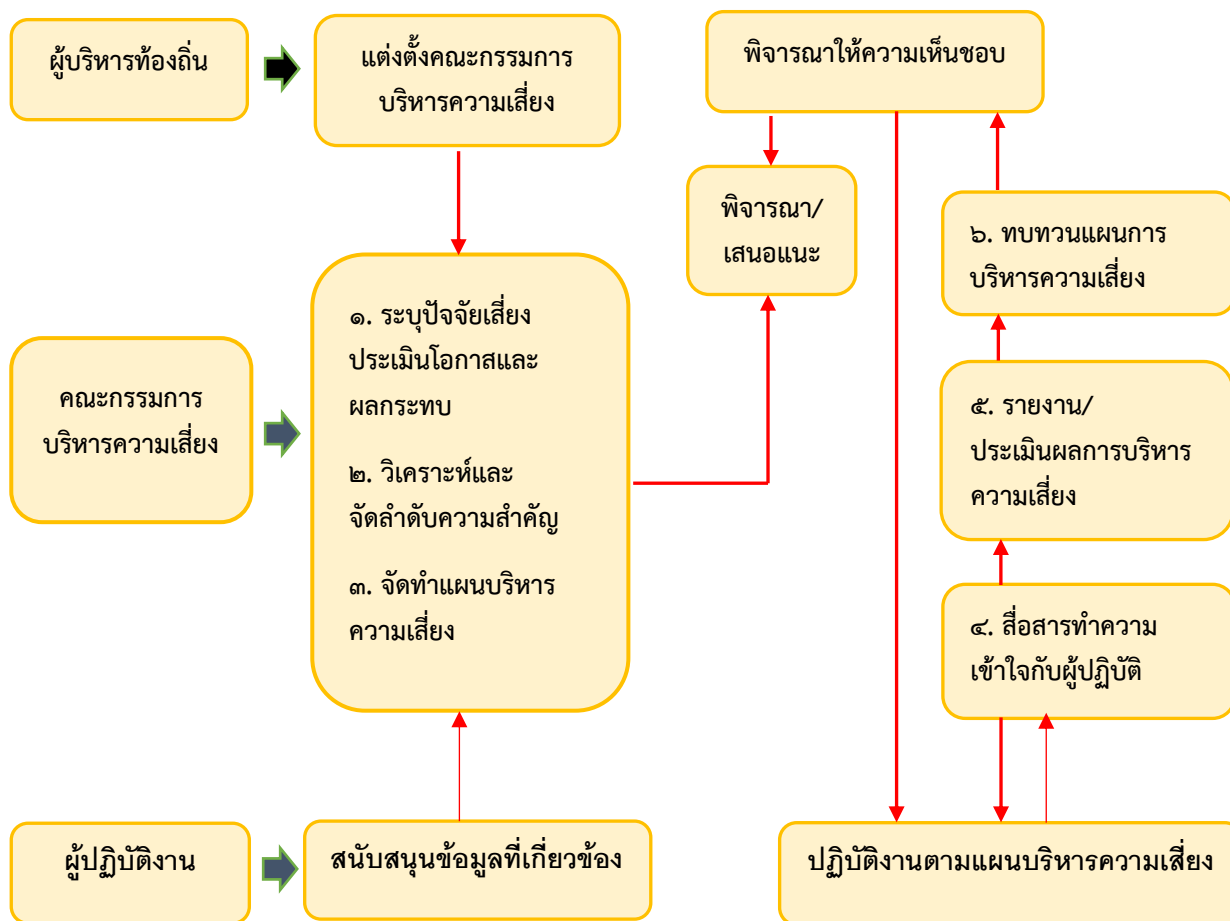 ผู้บริหารท้องถิ่น
แต่งตั้งคณะกรรมการ
บริหารความเสี่ยง
พิจารณาให้ความเห็นชอบ
พิจารณา/
เสนอแนะ
๖. ทบทวนแผนการ
บริหารความเสี่ยง
คณะกรรมการ
บริหารความเสี่ยง
๑. ระบุปัจจัยเสี่ยง
ประเมินโอกาสและ
ผลกระทบ
๒. วิเคราะห์และ
จัดลำดับความสำคัญ
๓. จัดทำแผนบริหาร
ความเสี่ยง
๕. รายงาน/
ประเมินผลการบริหาร
ความเสี่ยง
๔. สื่อสารทำความ
เข้าใจกับผู้ปฏิบัติ
ผู้ปฏิบัติงาน
สนับสนุนข้อมูลที่เกี่ยวข้อง
ปฏิบัติงานตามแผนบริหารความเสี่ยง